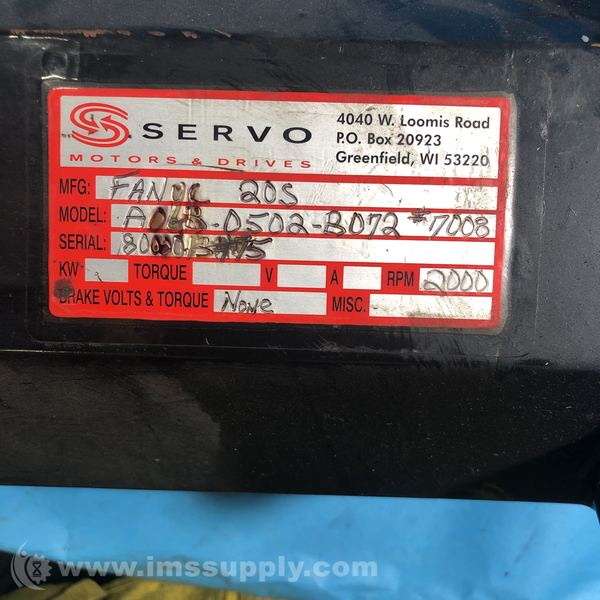 S. SERVO
MOTORS & DRIVES
4040 W. Loomis Road
P.O. Box 20923
Greenfield, WI 53220
MFG: FANUC 20S
MODEL: A06B-0502-B072 #7008
SERIAL:
KW TORQUE V A RPM 2000
BRAKE VOLTS & TORQUE None MISC.
www.imssupply.com